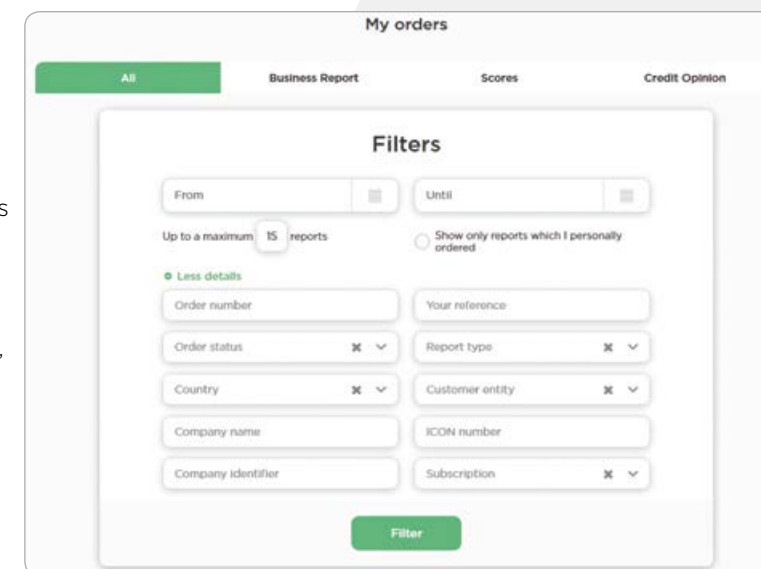 My orders
All Business Report Scores Credit Opinion
Filters
From Until
Up to a maximum 15 reports Show only reports which I personally
ordered
Less details
Order number Your reference
Order status Report type
Country Customer entity
Company name ICON number
Company identifier Subscription
Filter
s
,